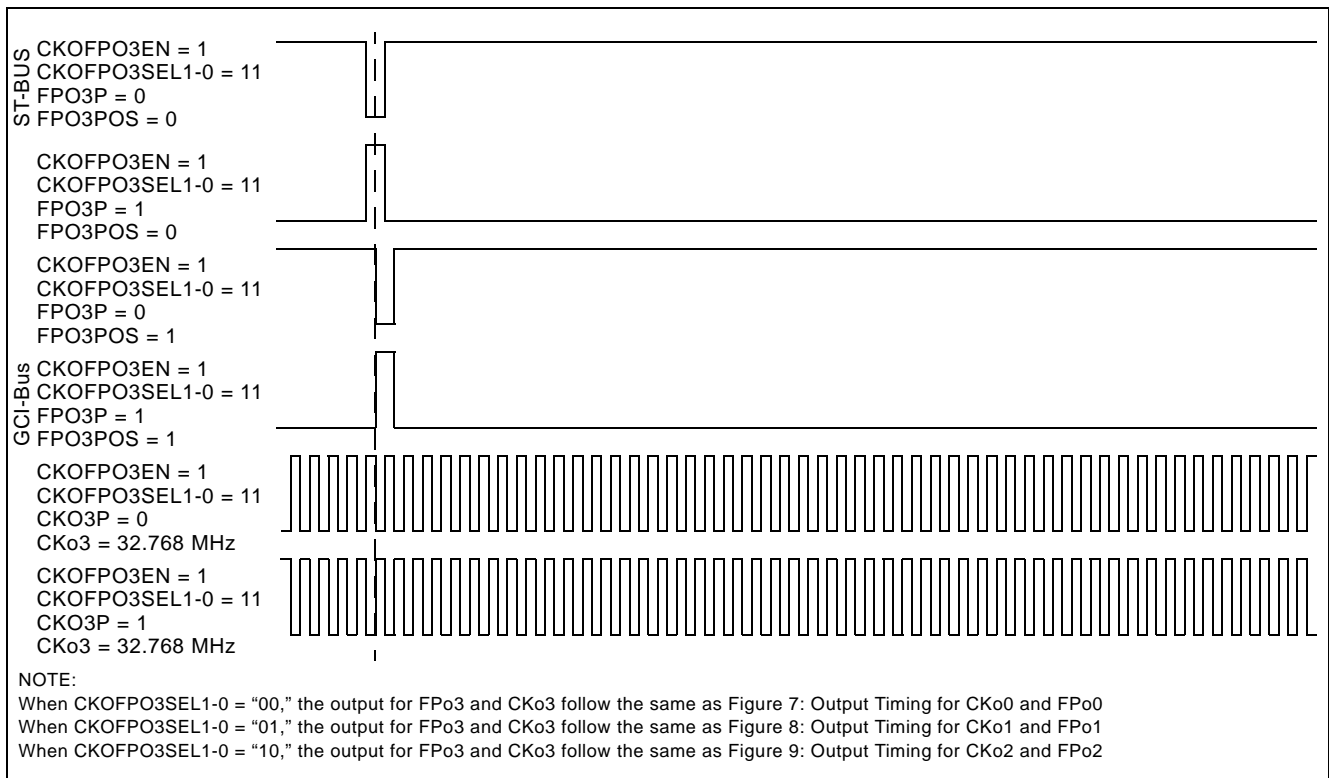 ST-BUS
CKOFPO3EN = 1
CKOFPO3SEL1-0 = 11
FPO3P = 0
FPO3POS = 0
CKOFPO3EN = 1
CKOFPO3SEL1-0 = 11
FPO3P = 1
FPO3POS = 0
CKOFPO3EN = 1
CKOFPO3SEL1-0 = 11
FPO3P = 0
FPO3POS = 1
GCI-Bus
CKOFPO3EN = 1
CKOFPO3SEL1-0 = 11
FPO3P = 1
FPO3POS = 1
CKOFPO3EN = 1
CKOFPO3SEL1-0 = 11
CKO3P = 0
CKo3 = 32.768 MHz
CKOFPO3EN = 1
CKOFPO3SEL1-0 = 11
CKO3P = 1
CKo3 = 32.768 MHz
NOTE:
When CKOFPO3SEL1-0 = “00,” the output for FPo3 and CKo3 follow the same as Figure 7: Output Timing for CKo0 and FPo0
When CKOFPO3SEL1-0 = “01,” the output for FPo3 and CKo3 follow the same as Figure 8: Output Timing for CKo1 and FPo1
When CKOFPO3SEL1-0 = “10,” the output for FPo3 and CKo3 follow the same as Figure 9: Output Timing for CKo2 and FPo2